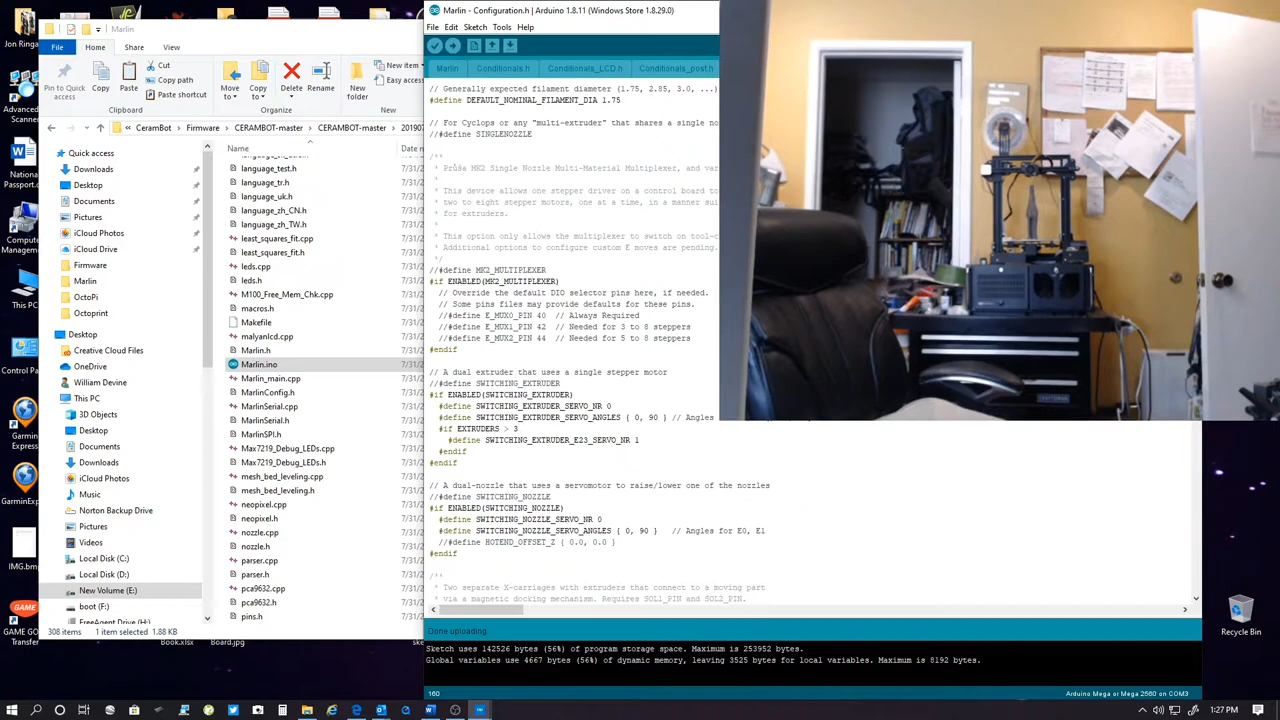 Marlin
File
Home
Share
View
Pin to Quick access
Copy
Paste
Cut
Copy path
Paste shortcut
Clipboard
Move to
Copy to
Delete
Rename
Organize
New folder
New item
Easy access
New
CeramBot > Firmware > CERAMBOT-master > CERAMBOT-master > 201907
Name
Date m
Quick access
Downloads
Desktop
Documents
Pictures
iCloud Photos
iCloud Drive
Firmware
Marlin
OctoPi
Octoprint
Desktop
Creative Cloud Files
OneDrive
William Devine
This PC
3D Objects
Desktop
Documents
Downloads
iCloud Photos
Music
Norton Backup Drive
Pictures
Videos
Local Disk (C:)
Local Disk (D:)
New Volume (E:)
boot (F:)
FreeAgent Drive (I:)
language_test.h
language_tr.h
language_uk.h
language_zh_CN.h
language_zh_TW.h
least_squares_fit.cpp
least_squares_fit.h
leds.cpp
leds.h
M100_Free_Mem_Chk.cpp
macros.h
Makefile
malyanlcd.cpp
Marlin.h
Marlin.ino
Marlin_main.cpp
MarlinConfig.h
MarlinSerial.cpp
MarlinSerial.h
MarlinSPI.h
Max7219_Debug_LEDs.cpp
Max7219_Debug_LEDs.h
mesh_bed_leveling.cpp
mesh_bed_leveling.h
neopixel.cpp
neopixel.h
nozzle.cpp
nozzle.h
parser.cpp
parser.h
pca9632.cpp
pca9632.h
pins.h
308 items 1 item selected 1.88 KB
Marlin - Configuration.h | Arduino 1.8.11 (Windows Store 1.8.29.0)
File Edit Sketch Tools Help
Marlin Conditionals.h Conditionals_LCD.h Conditionals_post.h
// Generally expected filament diameter (1.75, 2.85, 3.0, ...)
#define DEFAULT_NOMINAL_FILAMENT_DIA 1.75
// For Cyclops or any "multi-extruder" that shares a single no
//#define SINGLENOZZLE
/**
* Prusa MK2 Single Nozzle Multi-Material Multiplexer, and var
*
* This device allows one stepper driver on a control board to
* two to eight stepper motors, one at a time, in a manner sui
* for extruders.
*
* This option only allows the multiplexer to switch on tool-c
* Additional options to configure custom E moves are pending.
*/
//#define MK2_MULTIPLEXER
#if ENABLED(MK2_MULTIPLEXER)
// Override the default DIO selector pins here, if needed.
// Some pins files may provide defaults for these pins.
//#define E_MUX0_PIN 40 // Always Required
//#define E_MUX1_PIN 42 // Needed for 3 to 8 steppers
//#define E_MUX2_PIN 44 // Needed for 5 to 8 steppers
#endif
// A dual extruder that uses a single stepper motor
//#define SWITCHING_EXTRUDER
#if ENABLED(SWITCHING_EXTRUDER)
#define SWITCHING_EXTRUDER_SERVO_NR 0
#define SWITCHING_EXTRUDER_SERVO_ANGLES { 0, 90 } // Angles
#if EXTRUDERS > 3
#define SWITCHING_EXTRUDER_E23_SERVO_NR 1
#endif
#endif
// A dual-nozzle that uses a servomotor to raise/lower one of the nozzles
//#define SWITCHING_NOZZLE
#if ENABLED(SWITCHING_NOZZLE)
#define SWITCHING_NOZZLE_SERVO_NR 0
#define SWITCHING_NOZZLE_SERVO_ANGLES { 0, 90 } // Angles for E0, E1
//#define HOTEND_OFFSET_Z { 0.0, 0.0 }
#endif
/**
* Two separate X-carriages with extruders that connect to a moving part
* via a magnetic docking mechanism. Requires SOL1_PIN and SOL2_PIN.
Done uploading.
Sketch uses 142526 bytes (56%) of program storage space. Maximum is 253952 bytes.
Global variables use 4667 bytes (56%) of dynamic memory, leaving 3525 bytes for local variables. Maximum is 8192 bytes.
160
Arduino Mega or Mega 2560 on COM3
Recycle Bin
Transfer
Book.xlsx
Board.jpg
1:27 PM